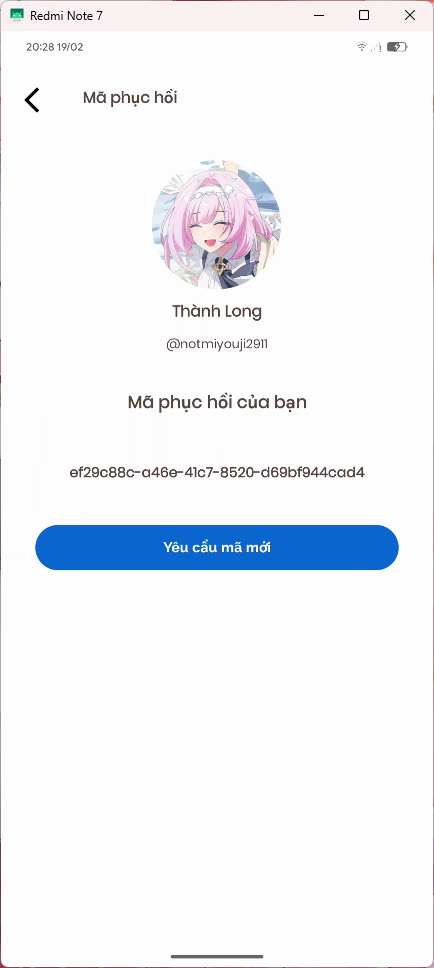 Redmi Note 7
20:28 19/02
Mã phục hồi
Thành Long
@notmiyouji2911
Mã phục hồi của bạn
ef29c88c-a46e-41c7-8520-d69bf944cad4
Yêu cầu mã mới